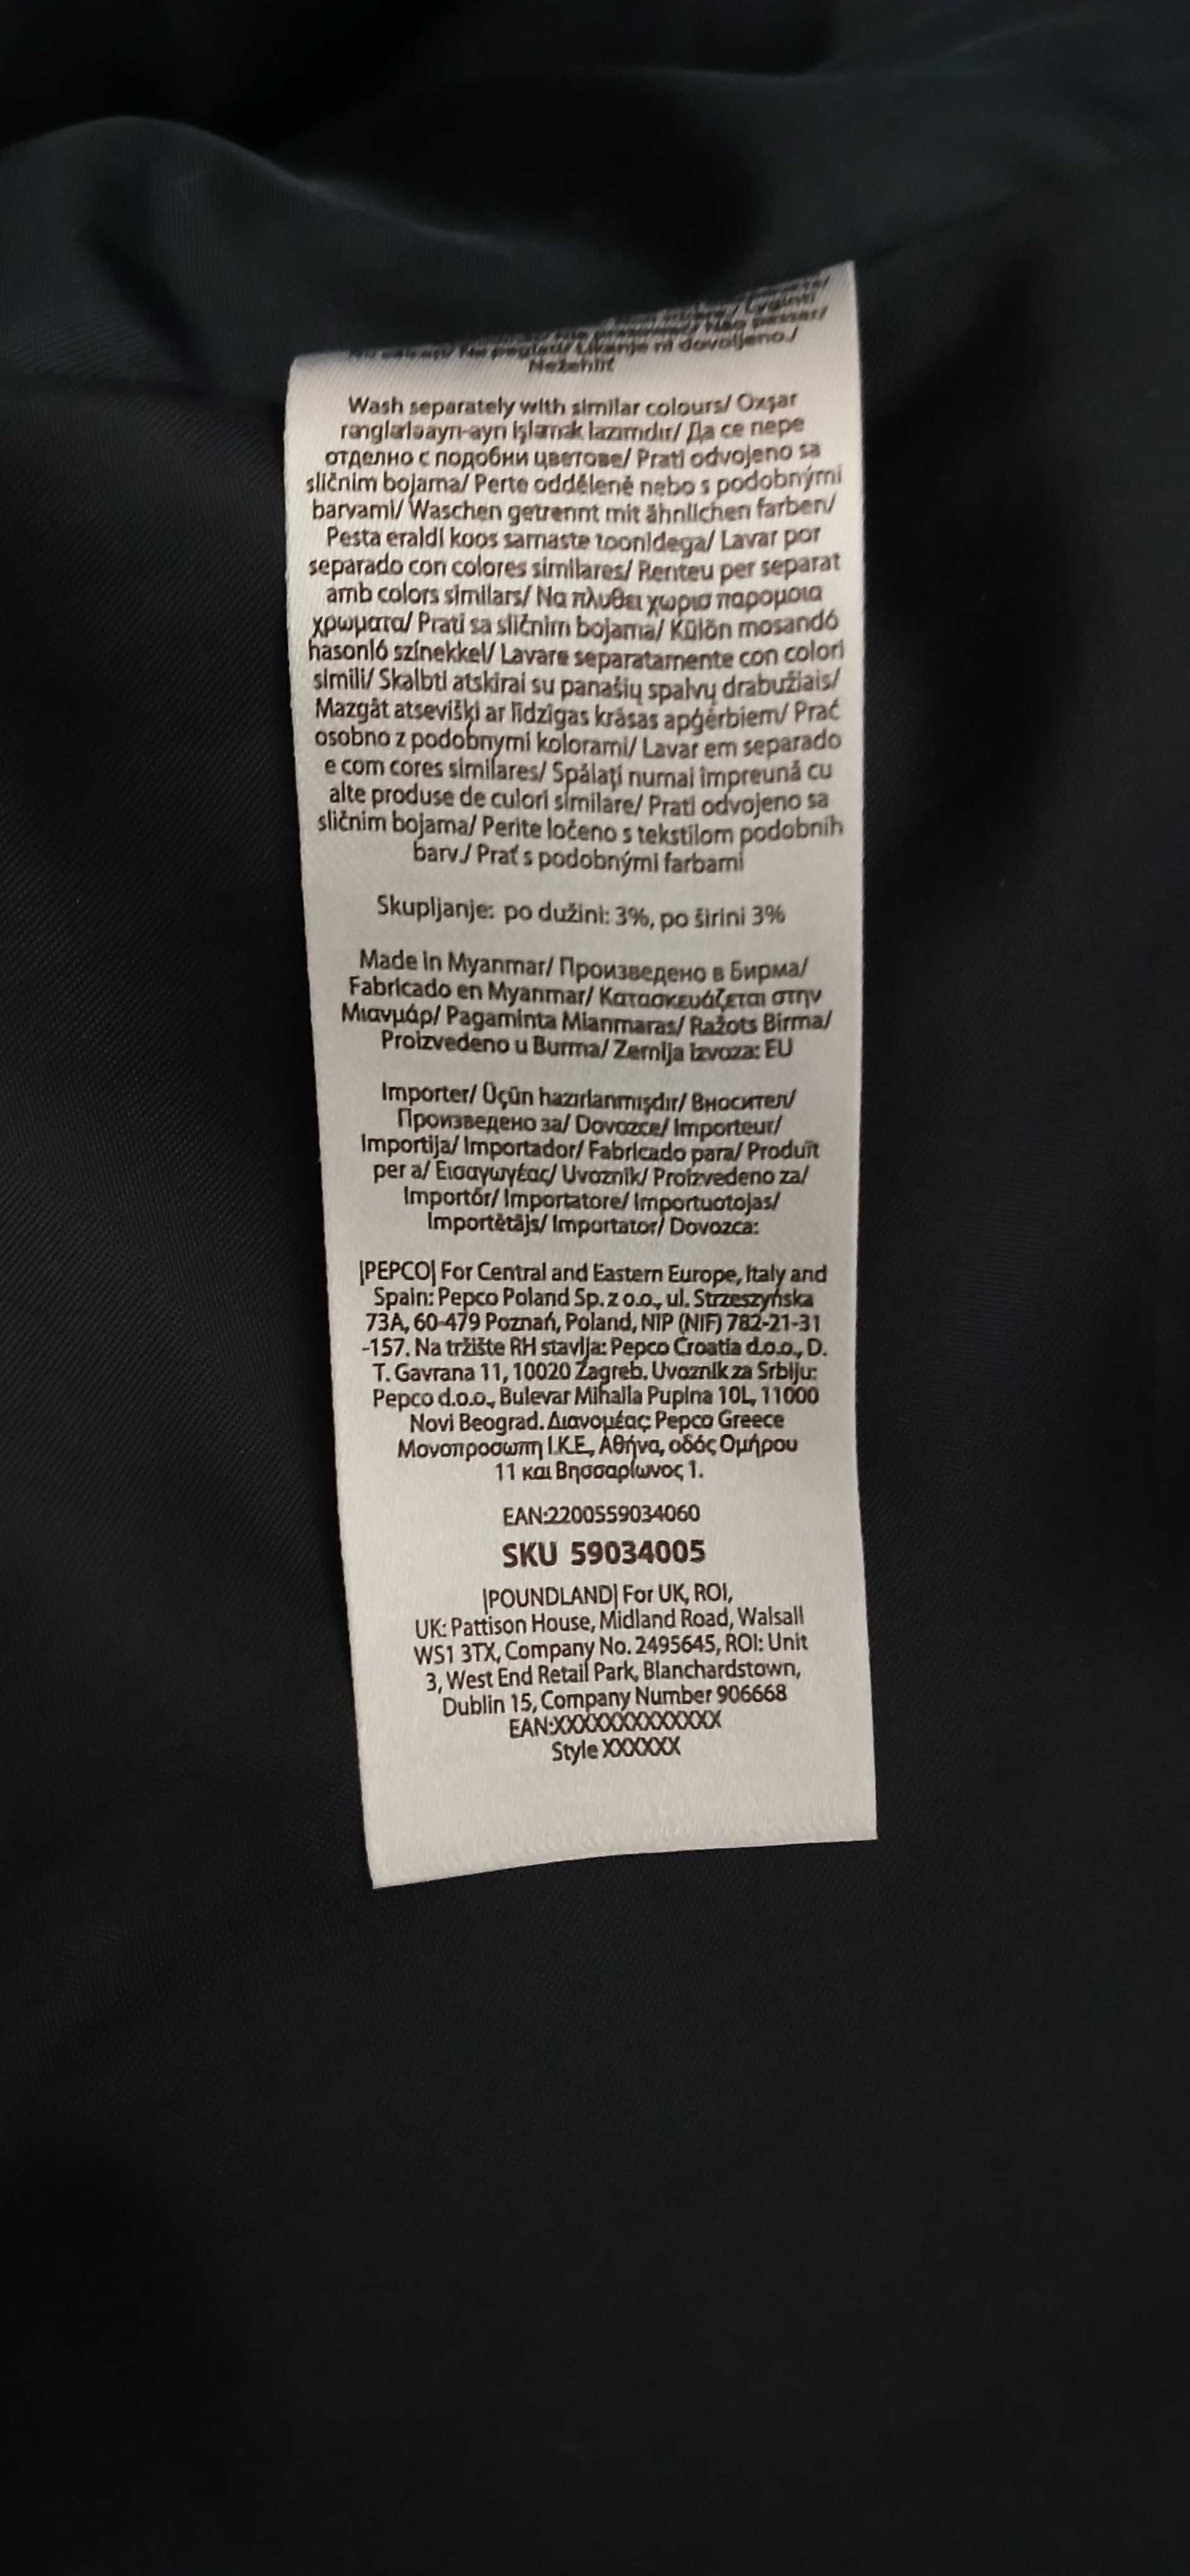 dovoljeno./
Nežehliť
Wash separately with similar colours/ Oxşar
rənglərləayrı-ayrı işləmək lazımdır/ Да се пере
отделно с подобни цветове/ Prati odvojeno sa
sličnim bojama/ Perte odděleně nebo s podobnými
barvami/ Waschen getrennt mit ähnlichen farben/
Pesta eraldi koos samaste toonidega/ Lavar por
separado con colores similares/ Renteu per separat
amb colors similars/ Να πλυθει χωρισ παρομοια
χρωματα/ Prati sa sličnim bojama/ Külön mosandó
hasonló színekkel/ Lavare separatamente con colori
simili/ Skalbti atskirai su panašių spalvų drabužiais/
Mazgāt atsevišķi ar līdzīgas krāsas apģērbiem/ Prać
osobno z podobnymi kolorami/ Lavar em separado
e com cores similares/ Spălaţi numai împreună cu
alte produse de culori similare/ Prati odvojeno sa
sličnim bojama/ Perite ločeno s tekstilom podobnih
barv./ Prať s podobnými farbami
Skupljanje: po dužini: 3%, po širini 3%
Made in Myanmar/ Произведено в Бирма/
Fabricado en Myanmar/ Κατασκευάζεται στην
Μιανμάρ/ Pagaminta Mianmaras/ Ražots Birma/
Proizvedeno u Burma/ Zemlja izvoza: EU
Importer/ Üçün hazırlanmışdır/ Вносител/
Произведено за/ Dovozce/ Importeur/
Importija/ Importador/ Fabricado para/ Produït
per a/ Εισαγωγέας/ Uvoznik/ Proizvedeno za/
Importőr/ Importatore/ Importuotojas/
Importētājs/ Importator/ Dovozca:
|PEPCO| For Central and Eastern Europe, Italy and
Spain: Pepco Poland Sp. z o.o., ul. Strzeszyńska
73A, 60-479 Poznań, Poland, NIP (NIF) 782-21-31
-157. Na tržište RH stavlja: Pepco Croatia d.o.o., D.
T. Gavrana 11, 10020 Zagreb. Uvoznik za Srbiju:
Pepco d.o.o., Bulevar Mihaila Pupina 10L, 11000
Novi Beograd. Διανομέας: Pepco Greece
Μονοπροσωπη Ι.Κ.Ε., Αθήνα, οδός Ομήρου
11 και Βησσαρίωνος 1.
EAN:2200559034060
SKU 59034005
|POUNDLAND| For UK, ROI,
UK: Pattison House, Midland Road, Walsall
WS1 3TX, Company No. 2495645, ROI: Unit
3, West End Retail Park, Blanchardstown,
Dublin 15, Company Number 906668
EAN:XXXXXXXXXXXXX
Style XXXXXX